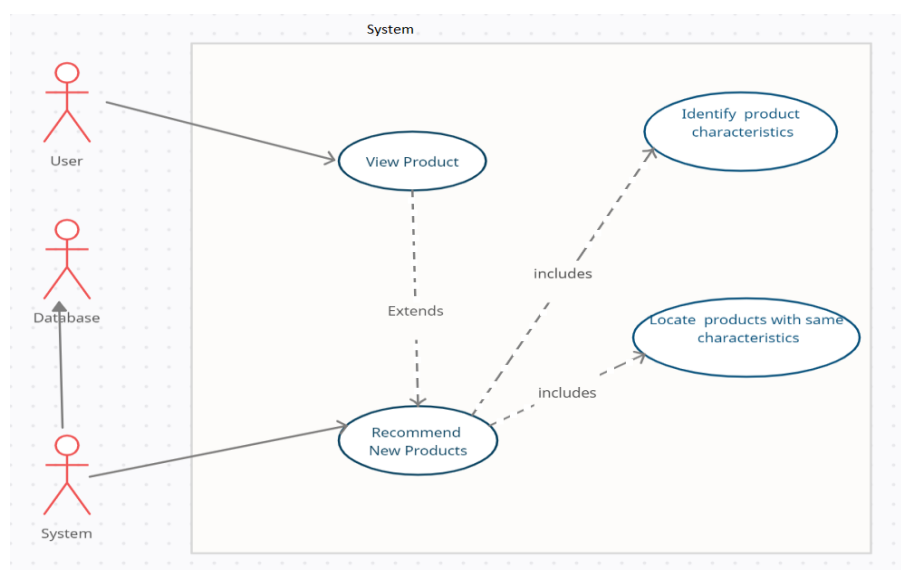 System
User
View Product
Identify product
characteristics
Database
Extends
includes
Locate products with same
characteristics
includes
Recommend
New Products
System